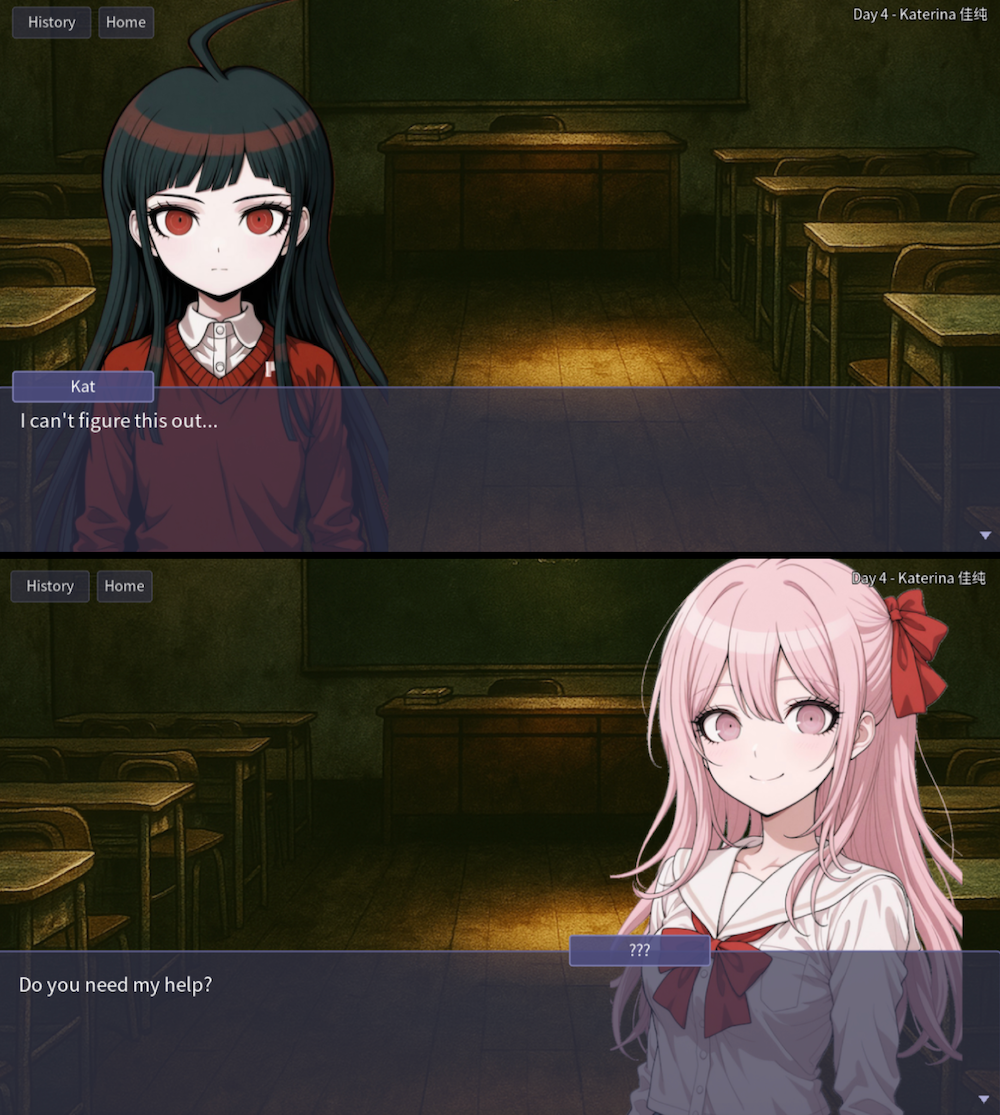 History Home Day 4 - Katerina 佳纯
Kat
I can't figure this out...
History Home Day 4 - Katerina 佳纯
???
Do you need my help?